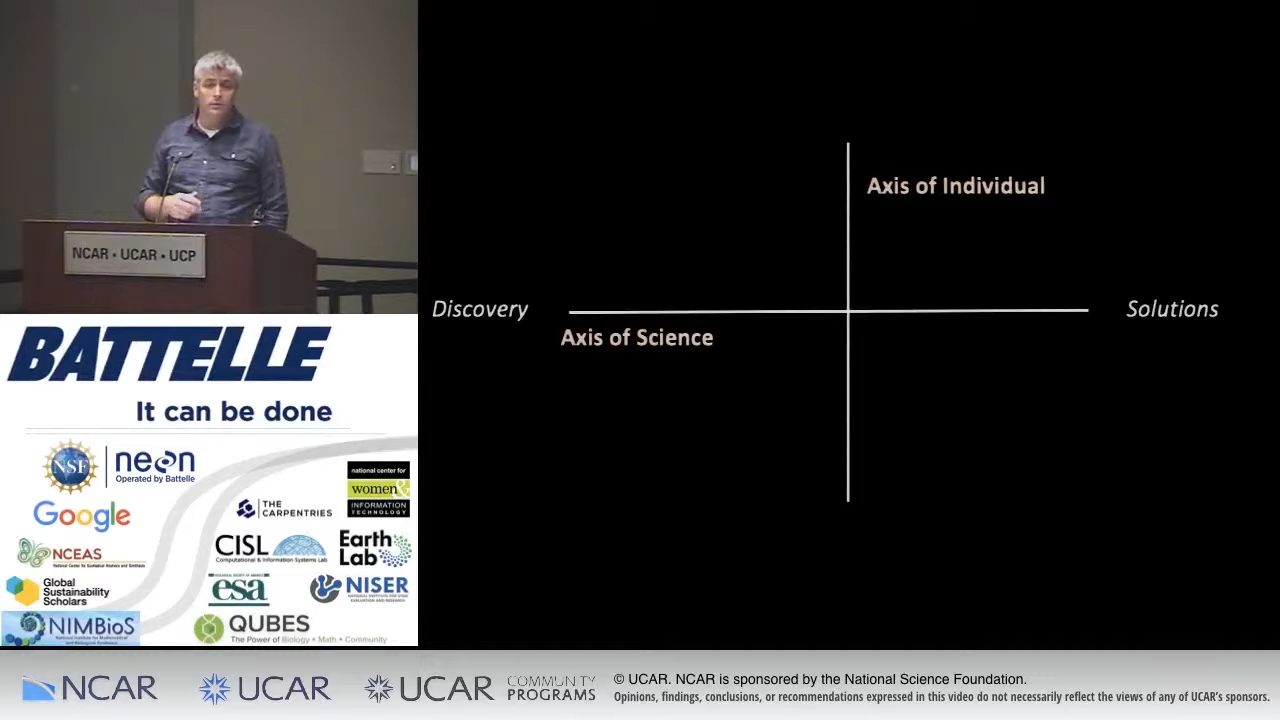 NCAR • UCAR • UCP
Axis of Individual
Discovery
Solutions
Axis of Science
BATTELLE
It can be done
NSF
neon
Operated by Battelle
national center for
women &
INFORMATION
TECHNOLOGY
Google
THE
CARPENTRIES
NCEAS
CISL
Computational & Information Systems Lab
Earth
Lab
Global
Sustainability
Scholars
esa
NISER
NIMBioS
QUBES
The Power of Biology • Math • Community
NCAR
UCAR
UCAR
COMMUNITY
PROGRAMS
© UCAR. NCAR is sponsored by the National Science Foundation.
Opinions, findings, conclusions, or recommendations expressed in this video do not necessarily reflect the views of any of UCAR's sponsors.